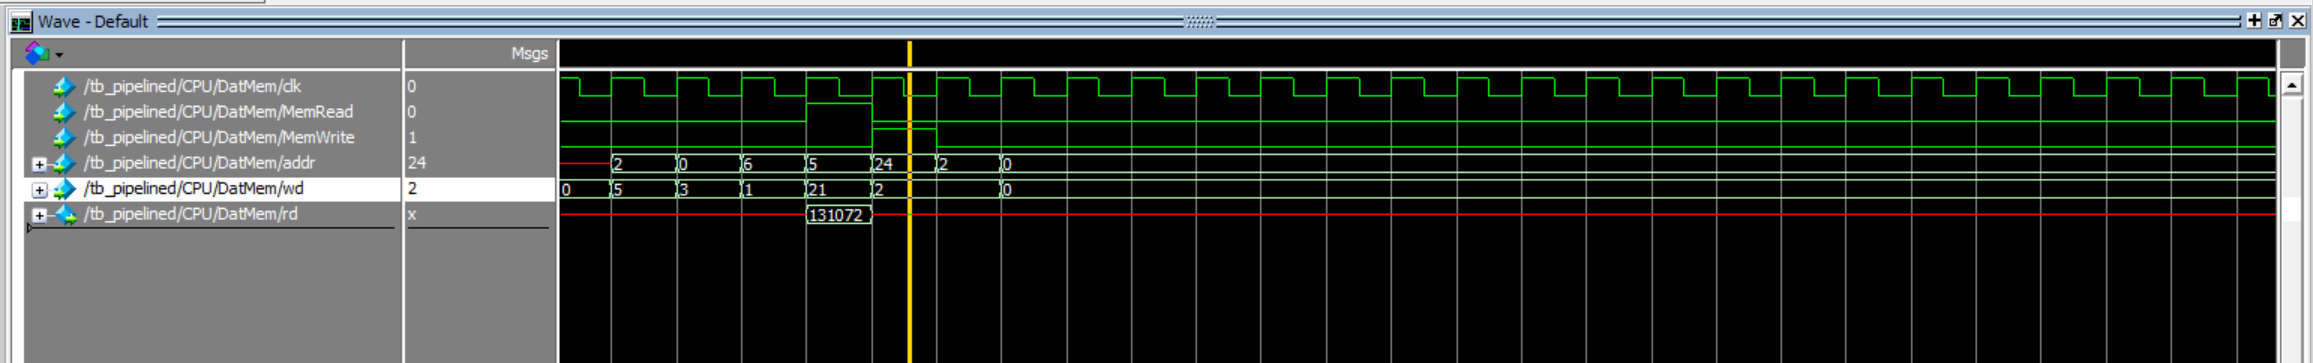 Wave - Default
Msgs
/tb_pipelined/CPU/DatMem/clk 0
/tb_pipelined/CPU/DatMem/MemRead 0
/tb_pipelined/CPU/DatMem/MemWrite 1
/tb_pipelined/CPU/DatMem/addr 24 2 0 6 5 24 2 0
/tb_pipelined/CPU/DatMem/wd 2 0 5 3 1 21 2 0
/tb_pipelined/CPU/DatMem/rd x 131072